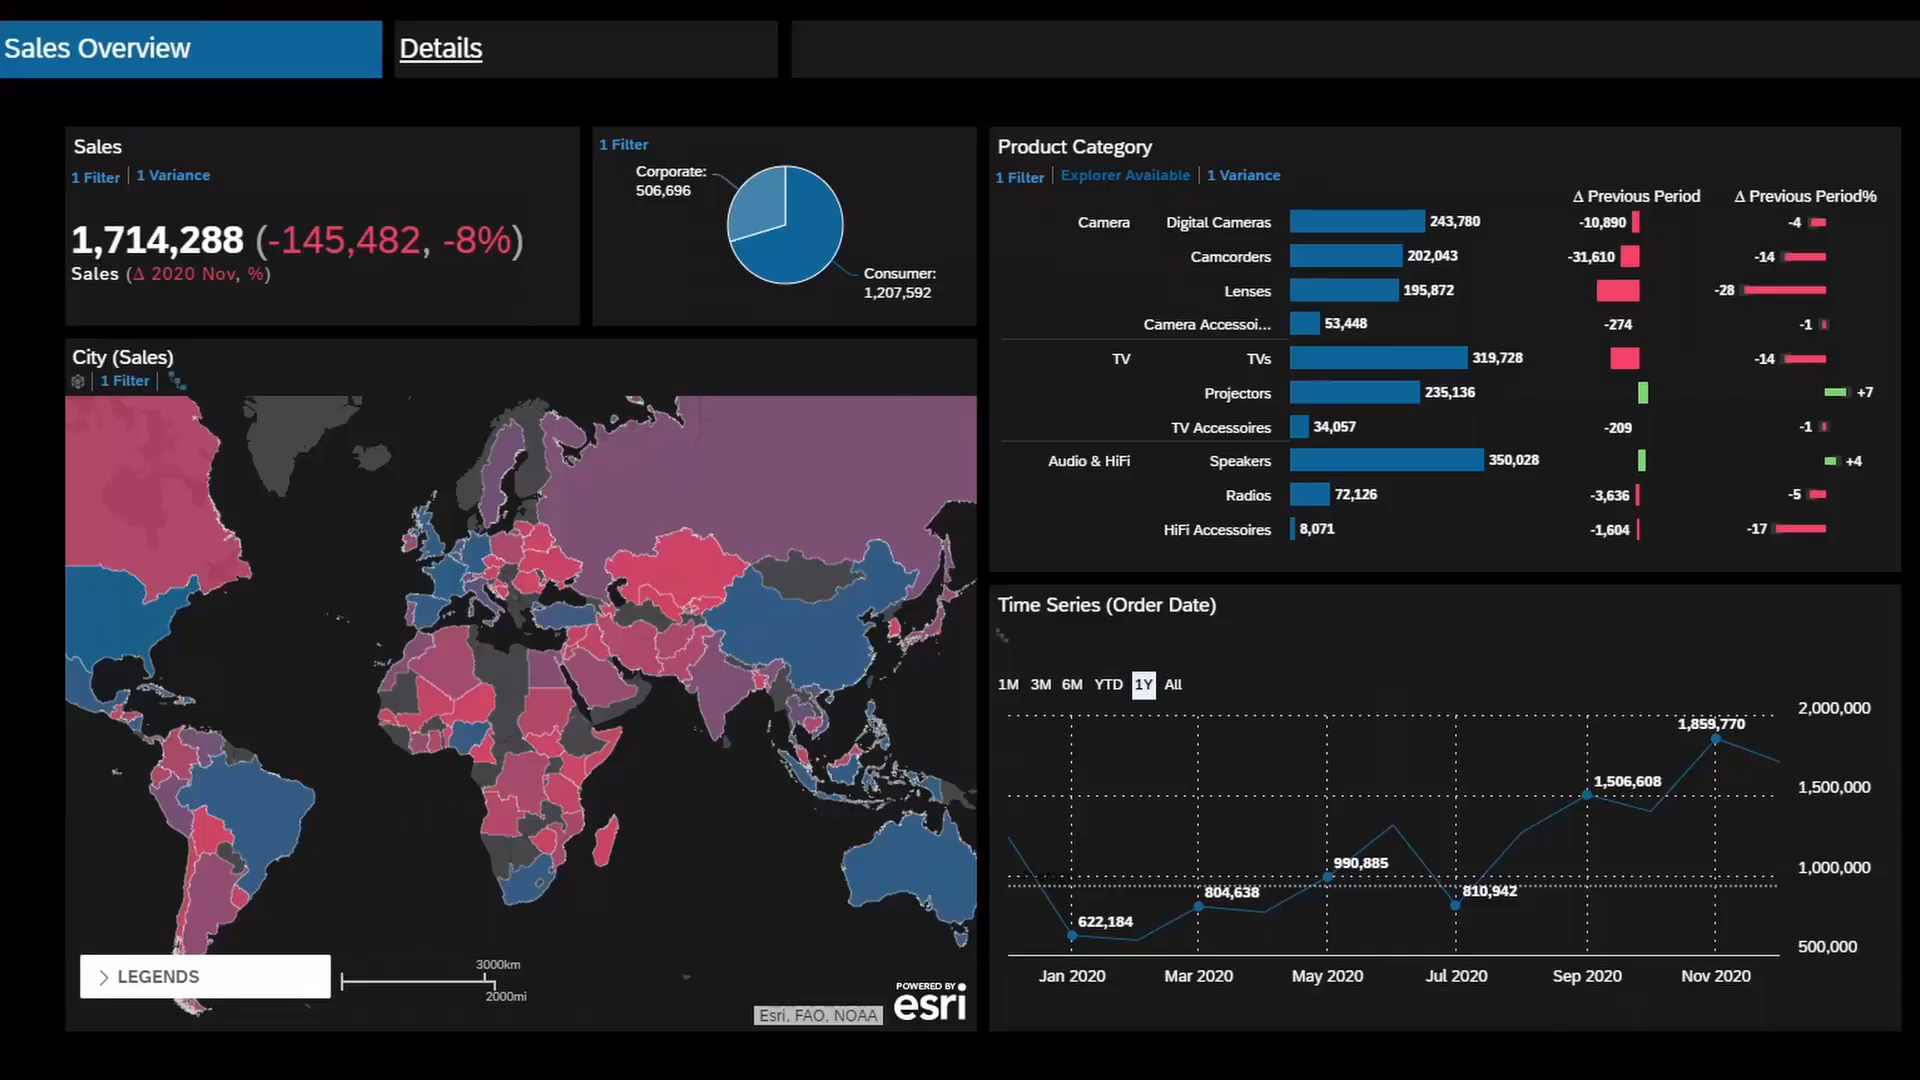 Sales Overview
Details
Sales
1 Filter
1 Variance
1,714,288 (-145,482, -8%)
Sales (Δ 2020 Nov, %)
1 Filter
Corporate:
506,696
Consumer:
1,207,592
Product Category
1 Filter
Explorer Available
1 Variance
Δ Previous Period
Δ Previous Period%
Camera Digital Cameras 243,780 -10,890 -4
Camcorders 202,043 -31,610 -14
Lenses 195,872 -28
Camera Accessoi... 53,448 -274 -1
TV TVs 319,728 -14
Projectors 235,136 +7
TV Accessoires 34,057 -209 -1
Audio & HiFi Speakers 350,028 +4
Radios 72,126 -3,636 -5
HiFi Accessoires 8,071 -1,604 -17
City (Sales)
1 Filter
LEGENDS
3000km
2000mi
Esri, FAO, NOAA
POWERED BY
esri
Time Series (Order Date)
1M 3M 6M YTD 1Y All
2,000,000
1,859,770
1,506,608
1,500,000
990,885
1,000,000
804,638
810,942
622,184
500,000
Jan 2020 Mar 2020 May 2020 Jul 2020 Sep 2020 Nov 2020